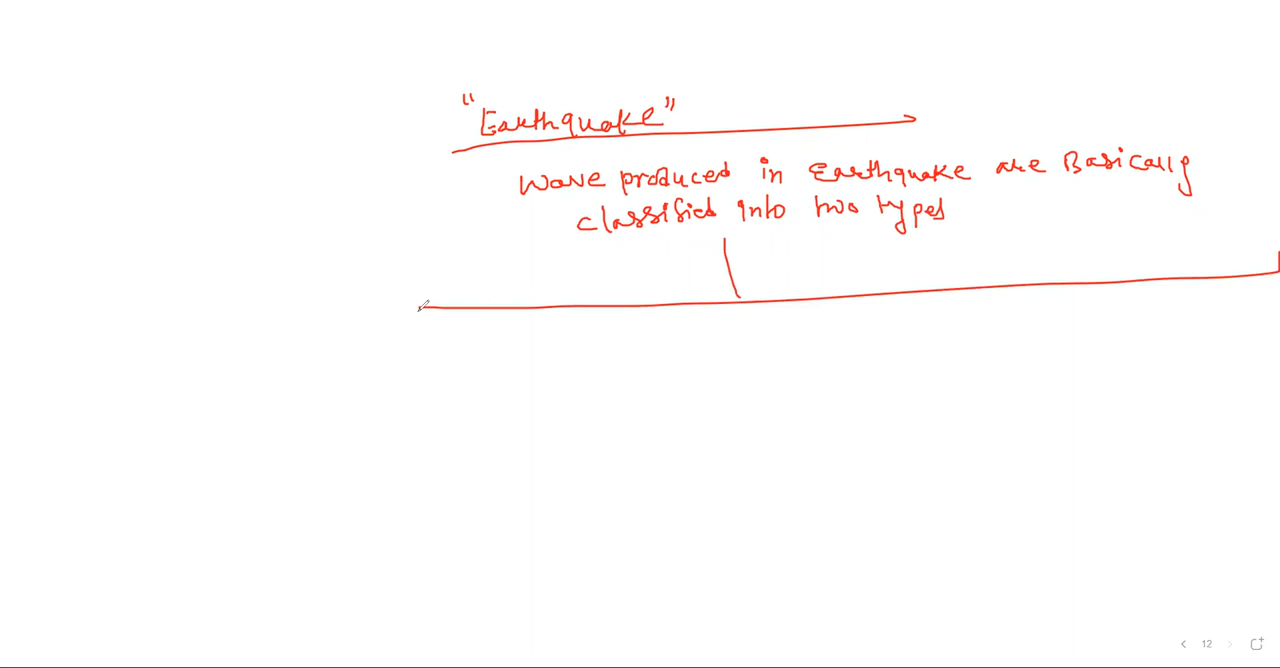 "Earthquake"
Wave produced in Earthquake are Basically
classified into two types
12